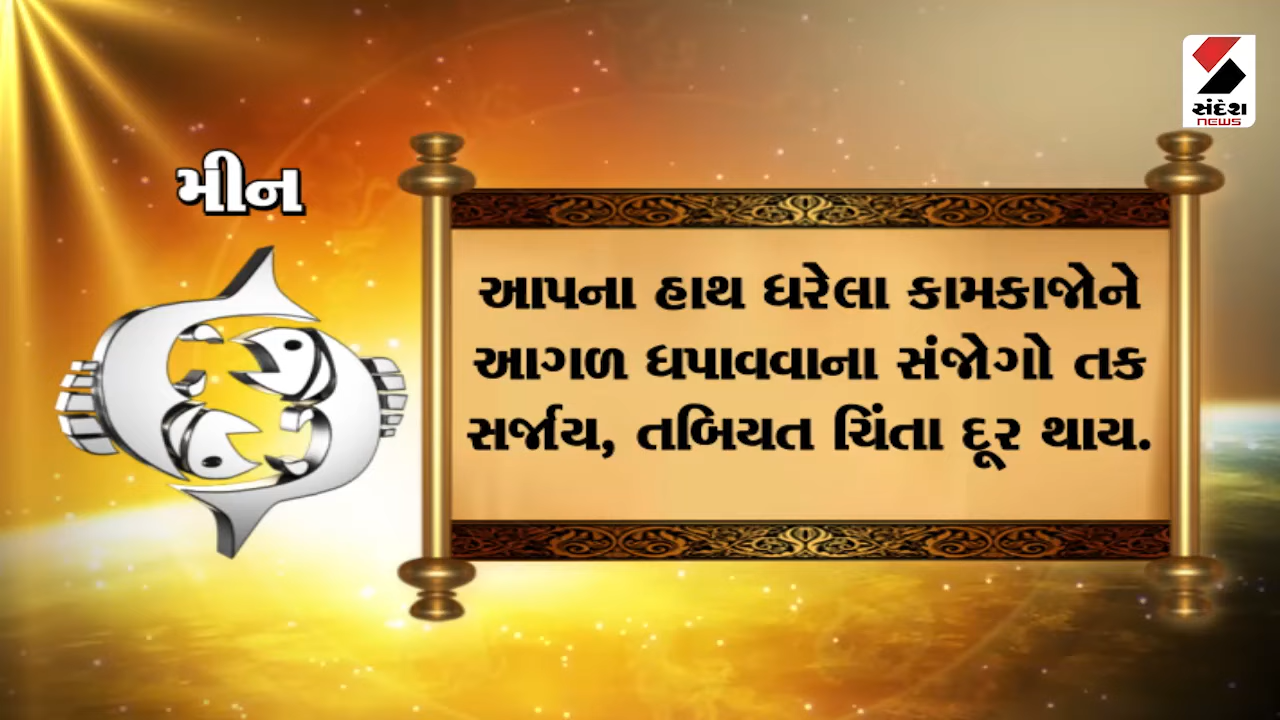 સંદેશ
NEWS
મીન
આપના હાથ ધરેલા કામકાજોને
આગળ ધપાવવાના સંજોગો તક
સર્જાય, તબિયત ચિંતા દૂર થાય.